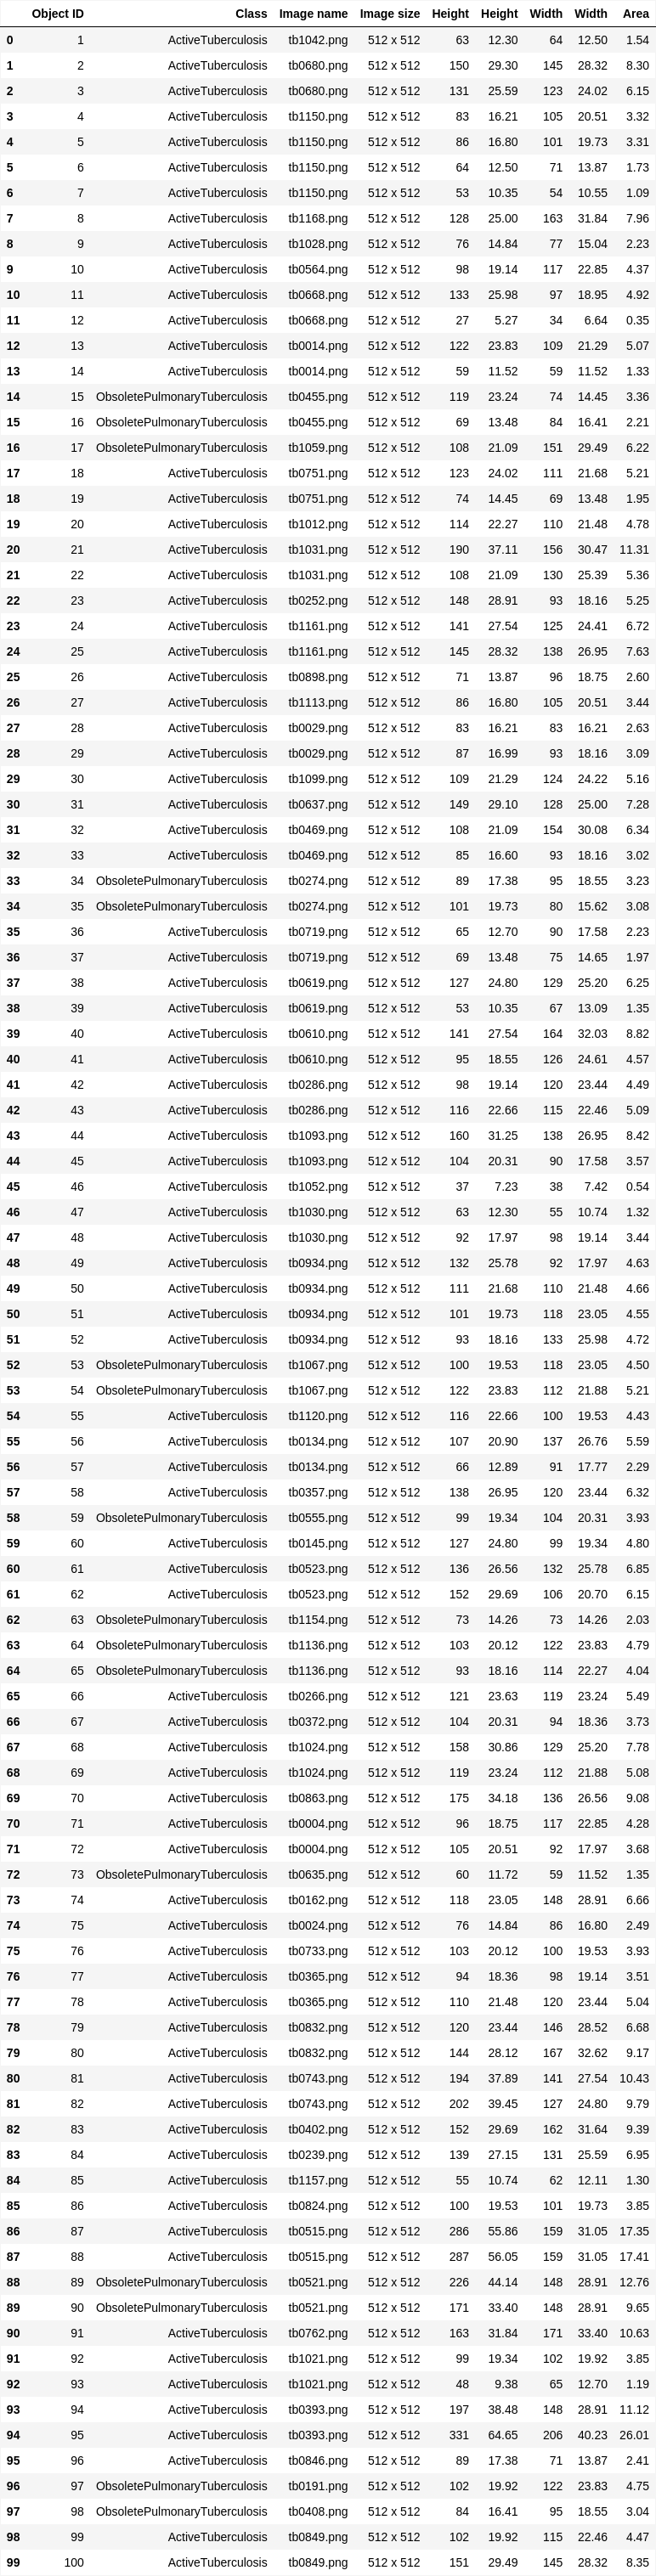 Object ID Class Image name Image size Height Height Width Width Area
0 1 ActiveTuberculosis tb1042.png 512 x 512 63 12.30 64 12.50 1.54
1 2 ActiveTuberculosis tb0680.png 512 x 512 150 29.30 145 28.32 8.30
2 3 ActiveTuberculosis tb0680.png 512 x 512 131 25.59 123 24.02 6.15
3 4 ActiveTuberculosis tb1150.png 512 x 512 83 16.21 105 20.51 3.32
4 5 ActiveTuberculosis tb1150.png 512 x 512 86 16.80 101 19.73 3.31
5 6 ActiveTuberculosis tb1150.png 512 x 512 64 12.50 71 13.87 1.73
6 7 ActiveTuberculosis tb1150.png 512 x 512 53 10.35 54 10.55 1.09
7 8 ActiveTuberculosis tb1168.png 512 x 512 128 25.00 163 31.84 7.96
8 9 ActiveTuberculosis tb1028.png 512 x 512 76 14.84 77 15.04 2.23
9 10 ActiveTuberculosis tb0564.png 512 x 512 98 19.14 117 22.85 4.37
10 11 ActiveTuberculosis tb0668.png 512 x 512 133 25.98 97 18.95 4.92
11 12 ActiveTuberculosis tb0668.png 512 x 512 27 5.27 34 6.64 0.35
12 13 ActiveTuberculosis tb0014.png 512 x 512 122 23.83 109 21.29 5.07
13 14 ActiveTuberculosis tb0014.png 512 x 512 59 11.52 59 11.52 1.33
14 15 ObsoletePulmonaryTuberculosis tb0455.png 512 x 512 119 23.24 74 14.45 3.36
15 16 ObsoletePulmonaryTuberculosis tb0455.png 512 x 512 69 13.48 84 16.41 2.21
16 17 ObsoletePulmonaryTuberculosis tb1059.png 512 x 512 108 21.09 151 29.49 6.22
17 18 ActiveTuberculosis tb0751.png 512 x 512 123 24.02 111 21.68 5.21
18 19 ActiveTuberculosis tb0751.png 512 x 512 74 14.45 69 13.48 1.95
19 20 ActiveTuberculosis tb1012.png 512 x 512 114 22.27 110 21.48 4.78
20 21 ActiveTuberculosis tb1031.png 512 x 512 190 37.11 156 30.47 11.31
21 22 ActiveTuberculosis tb1031.png 512 x 512 108 21.09 130 25.39 5.36
22 23 ActiveTuberculosis tb0252.png 512 x 512 148 28.91 93 18.16 5.25
23 24 ActiveTuberculosis tb1161.png 512 x 512 141 27.54 125 24.41 6.72
24 25 ActiveTuberculosis tb1161.png 512 x 512 145 28.32 138 26.95 7.63
25 26 ActiveTuberculosis tb0898.png 512 x 512 71 13.87 96 18.75 2.60
26 27 ActiveTuberculosis tb1113.png 512 x 512 86 16.80 105 20.51 3.44
27 28 ActiveTuberculosis tb0029.png 512 x 512 83 16.21 83 16.21 2.63
28 29 ActiveTuberculosis tb0029.png 512 x 512 87 16.99 93 18.16 3.09
29 30 ActiveTuberculosis tb1099.png 512 x 512 109 21.29 124 24.22 5.16
30 31 ActiveTuberculosis tb0637.png 512 x 512 149 29.10 128 25.00 7.28
31 32 ActiveTuberculosis tb0469.png 512 x 512 108 21.09 154 30.08 6.34
32 33 ActiveTuberculosis tb0469.png 512 x 512 85 16.60 93 18.16 3.02
33 34 ObsoletePulmonaryTuberculosis tb0274.png 512 x 512 89 17.38 95 18.55 3.23
34 35 ObsoletePulmonaryTuberculosis tb0274.png 512 x 512 101 19.73 80 15.62 3.08
35 36 ActiveTuberculosis tb0719.png 512 x 512 65 12.70 90 17.58 2.23
36 37 ActiveTuberculosis tb0719.png 512 x 512 69 13.48 75 14.65 1.97
37 38 ActiveTuberculosis tb0619.png 512 x 512 127 24.80 129 25.20 6.25
38 39 ActiveTuberculosis tb0619.png 512 x 512 53 10.35 67 13.09 1.35
39 40 ActiveTuberculosis tb0610.png 512 x 512 141 27.54 164 32.03 8.82
40 41 ActiveTuberculosis tb0610.png 512 x 512 95 18.55 126 24.61 4.57
41 42 ActiveTuberculosis tb0286.png 512 x 512 98 19.14 120 23.44 4.49
42 43 ActiveTuberculosis tb0286.png 512 x 512 116 22.66 115 22.46 5.09
43 44 ActiveTuberculosis tb1093.png 512 x 512 160 31.25 138 26.95 8.42
44 45 ActiveTuberculosis tb1093.png 512 x 512 104 20.31 90 17.58 3.57
45 46 ActiveTuberculosis tb1052.png 512 x 512 37 7.23 38 7.42 0.54
46 47 ActiveTuberculosis tb1030.png 512 x 512 63 12.30 55 10.74 1.32
47 48 ActiveTuberculosis tb1030.png 512 x 512 92 17.97 98 19.14 3.44
48 49 ActiveTuberculosis tb0934.png 512 x 512 132 25.78 92 17.97 4.63
49 50 ActiveTuberculosis tb0934.png 512 x 512 111 21.68 110 21.48 4.66
50 51 ActiveTuberculosis tb0934.png 512 x 512 101 19.73 118 23.05 4.55
51 52 ActiveTuberculosis tb0934.png 512 x 512 93 18.16 133 25.98 4.72
52 53 ObsoletePulmonaryTuberculosis tb1067.png 512 x 512 100 19.53 118 23.05 4.50
53 54 ObsoletePulmonaryTuberculosis tb1067.png 512 x 512 122 23.83 112 21.88 5.21
54 55 ActiveTuberculosis tb1120.png 512 x 512 116 22.66 100 19.53 4.43
55 56 ActiveTuberculosis tb0134.png 512 x 512 107 20.90 137 26.76 5.59
56 57 ActiveTuberculosis tb0134.png 512 x 512 66 12.89 91 17.77 2.29
57 58 ActiveTuberculosis tb0357.png 512 x 512 138 26.95 120 23.44 6.32
58 59 ObsoletePulmonaryTuberculosis tb0555.png 512 x 512 99 19.34 104 20.31 3.93
59 60 ActiveTuberculosis tb0145.png 512 x 512 127 24.80 99 19.34 4.80
60 61 ActiveTuberculosis tb0523.png 512 x 512 136 26.56 132 25.78 6.85
61 62 ActiveTuberculosis tb0523.png 512 x 512 152 29.69 106 20.70 6.15
62 63 ObsoletePulmonaryTuberculosis tb1154.png 512 x 512 73 14.26 73 14.26 2.03
63 64 ObsoletePulmonaryTuberculosis tb1136.png 512 x 512 103 20.12 122 23.83 4.79
64 65 ObsoletePulmonaryTuberculosis tb1136.png 512 x 512 93 18.16 114 22.27 4.04
65 66 ActiveTuberculosis tb0266.png 512 x 512 121 23.63 119 23.24 5.49
66 67 ActiveTuberculosis tb0372.png 512 x 512 104 20.31 94 18.36 3.73
67 68 ActiveTuberculosis tb1024.png 512 x 512 158 30.86 129 25.20 7.78
68 69 ActiveTuberculosis tb1024.png 512 x 512 119 23.24 112 21.88 5.08
69 70 ActiveTuberculosis tb0863.png 512 x 512 175 34.18 136 26.56 9.08
70 71 ActiveTuberculosis tb0004.png 512 x 512 96 18.75 117 22.85 4.28
71 72 ActiveTuberculosis tb0004.png 512 x 512 105 20.51 92 17.97 3.68
72 73 ObsoletePulmonaryTuberculosis tb0635.png 512 x 512 60 11.72 59 11.52 1.35
73 74 ActiveTuberculosis tb0162.png 512 x 512 118 23.05 148 28.91 6.66
74 75 ActiveTuberculosis tb0024.png 512 x 512 76 14.84 86 16.80 2.49
75 76 ActiveTuberculosis tb0733.png 512 x 512 103 20.12 100 19.53 3.93
76 77 ActiveTuberculosis tb0365.png 512 x 512 94 18.36 98 19.14 3.51
77 78 ActiveTuberculosis tb0365.png 512 x 512 110 21.48 120 23.44 5.04
78 79 ActiveTuberculosis tb0832.png 512 x 512 120 23.44 146 28.52 6.68
79 80 ActiveTuberculosis tb0832.png 512 x 512 144 28.12 167 32.62 9.17
80 81 ActiveTuberculosis tb0743.png 512 x 512 194 37.89 141 27.54 10.43
81 82 ActiveTuberculosis tb0743.png 512 x 512 202 39.45 127 24.80 9.79
82 83 ActiveTuberculosis tb0402.png 512 x 512 152 29.69 162 31.64 9.39
83 84 ActiveTuberculosis tb0239.png 512 x 512 139 27.15 131 25.59 6.95
84 85 ActiveTuberculosis tb1157.png 512 x 512 55 10.74 62 12.11 1.30
85 86 ActiveTuberculosis tb0824.png 512 x 512 100 19.53 101 19.73 3.85
86 87 ActiveTuberculosis tb0515.png 512 x 512 286 55.86 159 31.05 17.35
87 88 ActiveTuberculosis tb0515.png 512 x 512 287 56.05 159 31.05 17.41
88 89 ObsoletePulmonaryTuberculosis tb0521.png 512 x 512 226 44.14 148 28.91 12.76
89 90 ObsoletePulmonaryTuberculosis tb0521.png 512 x 512 171 33.40 148 28.91 9.65
90 91 ActiveTuberculosis tb0762.png 512 x 512 163 31.84 171 33.40 10.63
91 92 ActiveTuberculosis tb1021.png 512 x 512 99 19.34 102 19.92 3.85
92 93 ActiveTuberculosis tb1021.png 512 x 512 48 9.38 65 12.70 1.19
93 94 ActiveTuberculosis tb0393.png 512 x 512 197 38.48 148 28.91 11.12
94 95 ActiveTuberculosis tb0393.png 512 x 512 331 64.65 206 40.23 26.01
95 96 ActiveTuberculosis tb0846.png 512 x 512 89 17.38 71 13.87 2.41
96 97 ObsoletePulmonaryTuberculosis tb0191.png 512 x 512 102 19.92 122 23.83 4.75
97 98 ObsoletePulmonaryTuberculosis tb0408.png 512 x 512 84 16.41 95 18.55 3.04
98 99 ActiveTuberculosis tb0849.png 512 x 512 102 19.92 115 22.46 4.47
99 100 ActiveTuberculosis tb0849.png 512 x 512 151 29.49 145 28.32 8.35